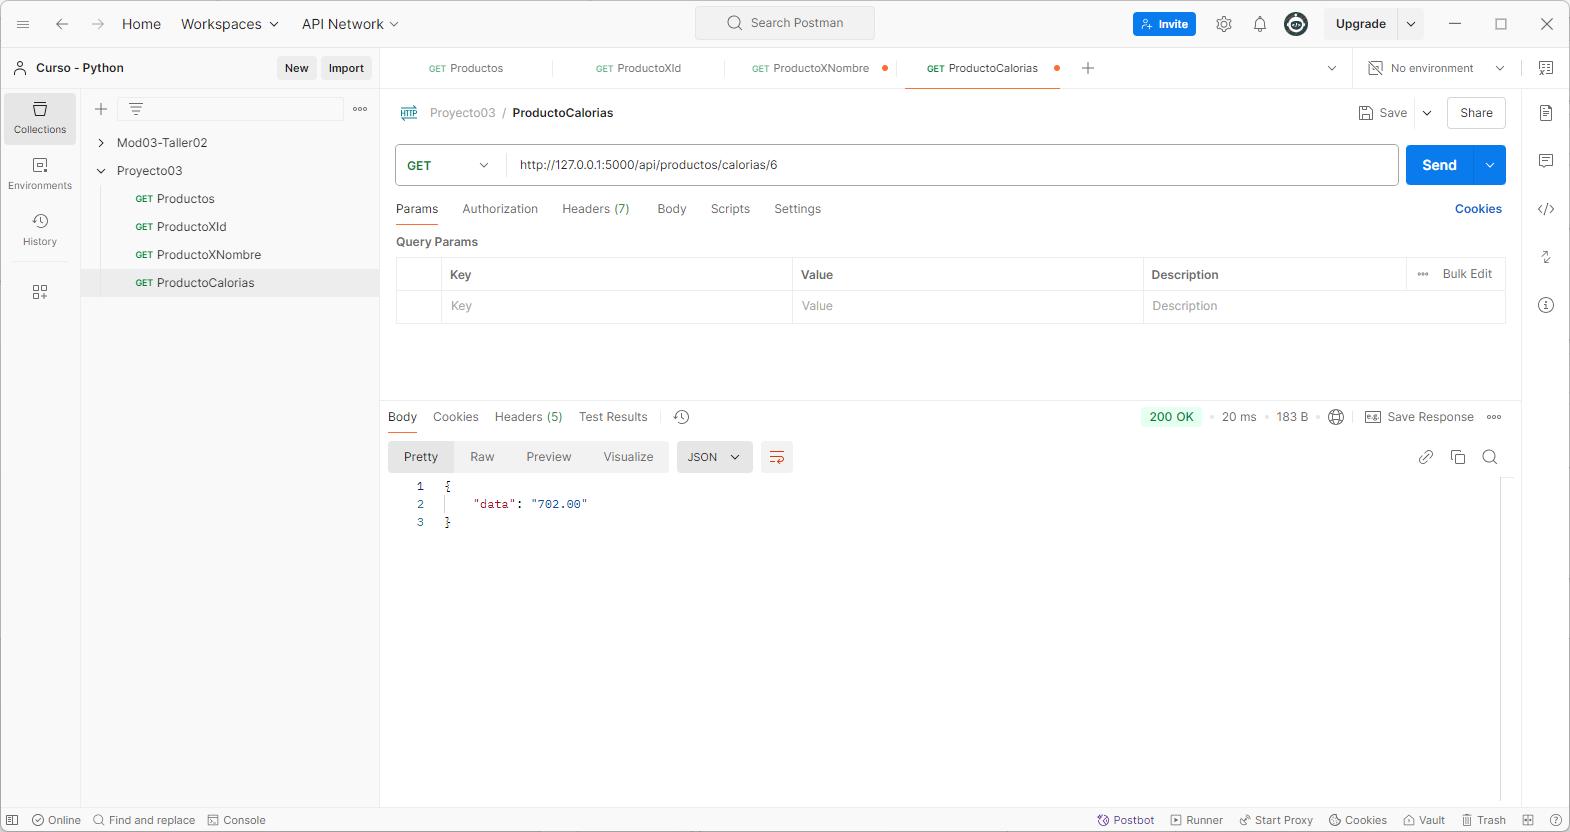 Home Workspaces API Network Search Postman Invite Upgrade
Curso - Python New Import GET Productos GET ProductoXId GET ProductoXNombre GET ProductoCalorias No environment
Collections
Environments
History
Mod03-Taller02
Proyecto03
GET Productos
GET ProductoXId
GET ProductoXNombre
GET ProductoCalorias
HTTP Proyecto03 / ProductoCalorias Save Share
GET http://127.0.0.1:5000/api/productos/calorias/6 Send
Params Authorization Headers (7) Body Scripts Settings Cookies
Query Params
Key Value Description Bulk Edit
Key Value Description
Body Cookies Headers (5) Test Results 200 OK 20 ms 183 B e.g. Save Response
Pretty Raw Preview Visualize JSON
1 {
2 "data": "702.00"
3 }
Online Find and replace Console Postbot Runner Start Proxy Cookies Vault Trash